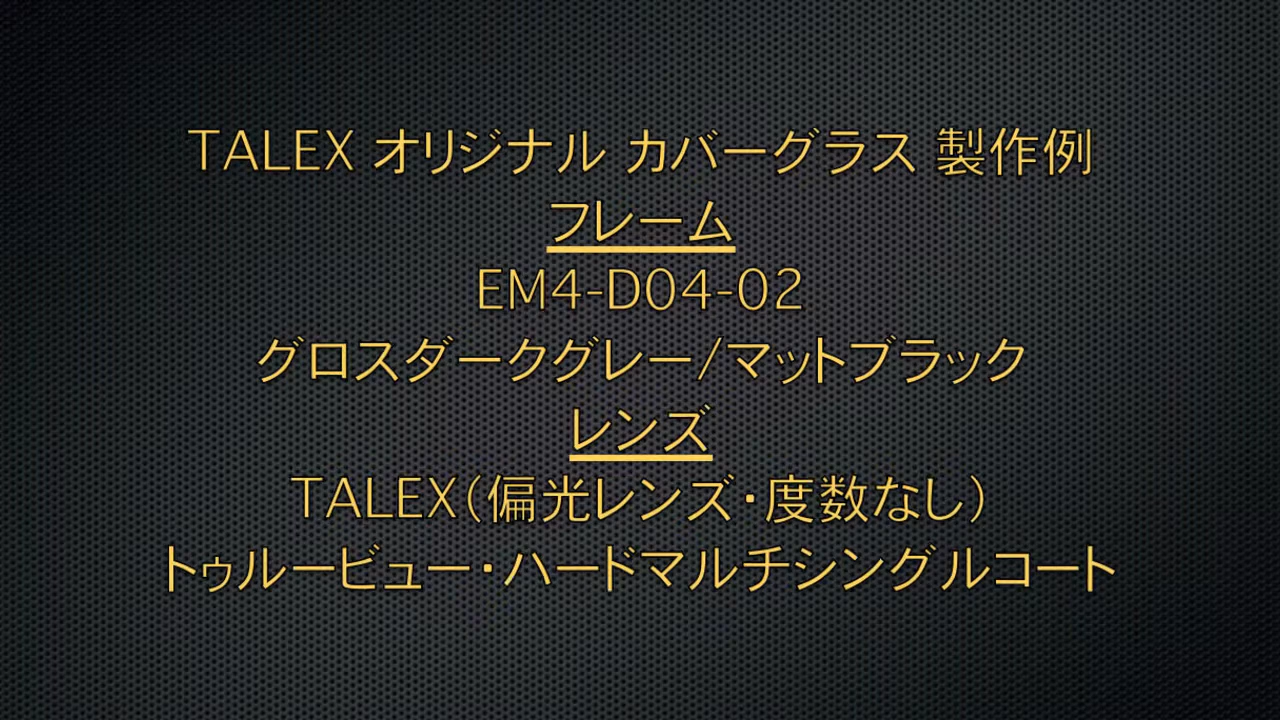 TALEX オリジナル カバーグラス 製作例
フレーム
EM4-D04-02
グロスダークグレー/マットブラック
レンズ
TALEX（偏光レンズ・度数なし）
トゥルービュー・ハードマルチシングルコート